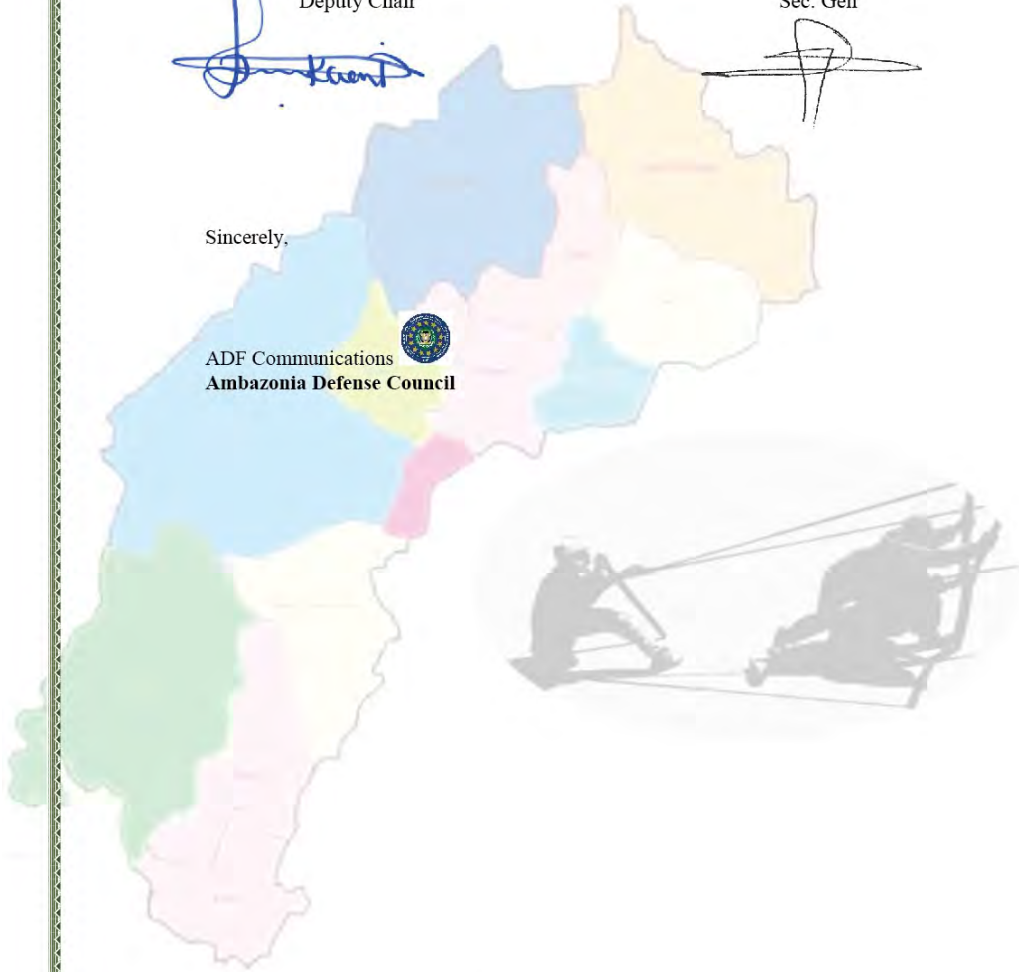 Deputy Chair Sec. Gen
Sincerely,
ADF Communications
Ambazonia Defense Council